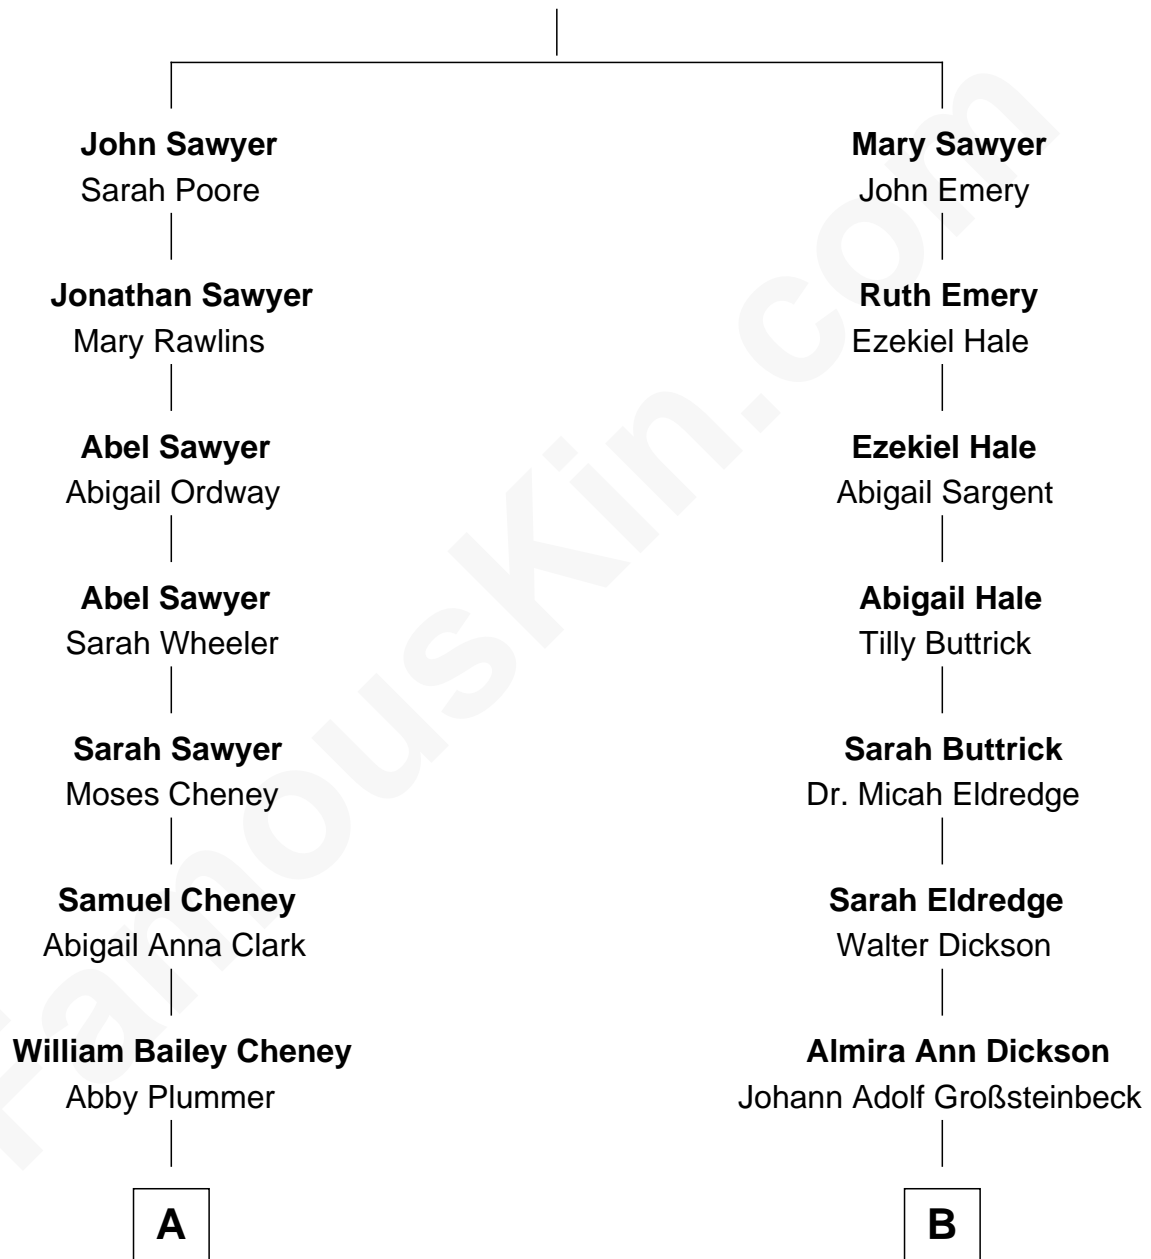 John Sawyer
Sarah Poore
Jonathan Sawyer
Mary Rawlins
Abel Sawyer
Abigail Ordway
Abel Sawyer
Sarah Wheeler
Sarah Sawyer
Moses Cheney
Samuel Cheney
Abigail Anna Clark
William Bailey Cheney
Abby Plummer
A
Mary Sawyer
John Emery
Ruth Emery
Ezekiel Hale
Ezekiel Hale
Abigail Sargent
Abigail Hale
Tilly Buttrick
Sarah Buttrick
Dr. Micah Eldredge
Sarah Eldredge
Walter Dickson
Almira Ann Dickson
Johann Adolf Großsteinbeck
B
FamousKin.com